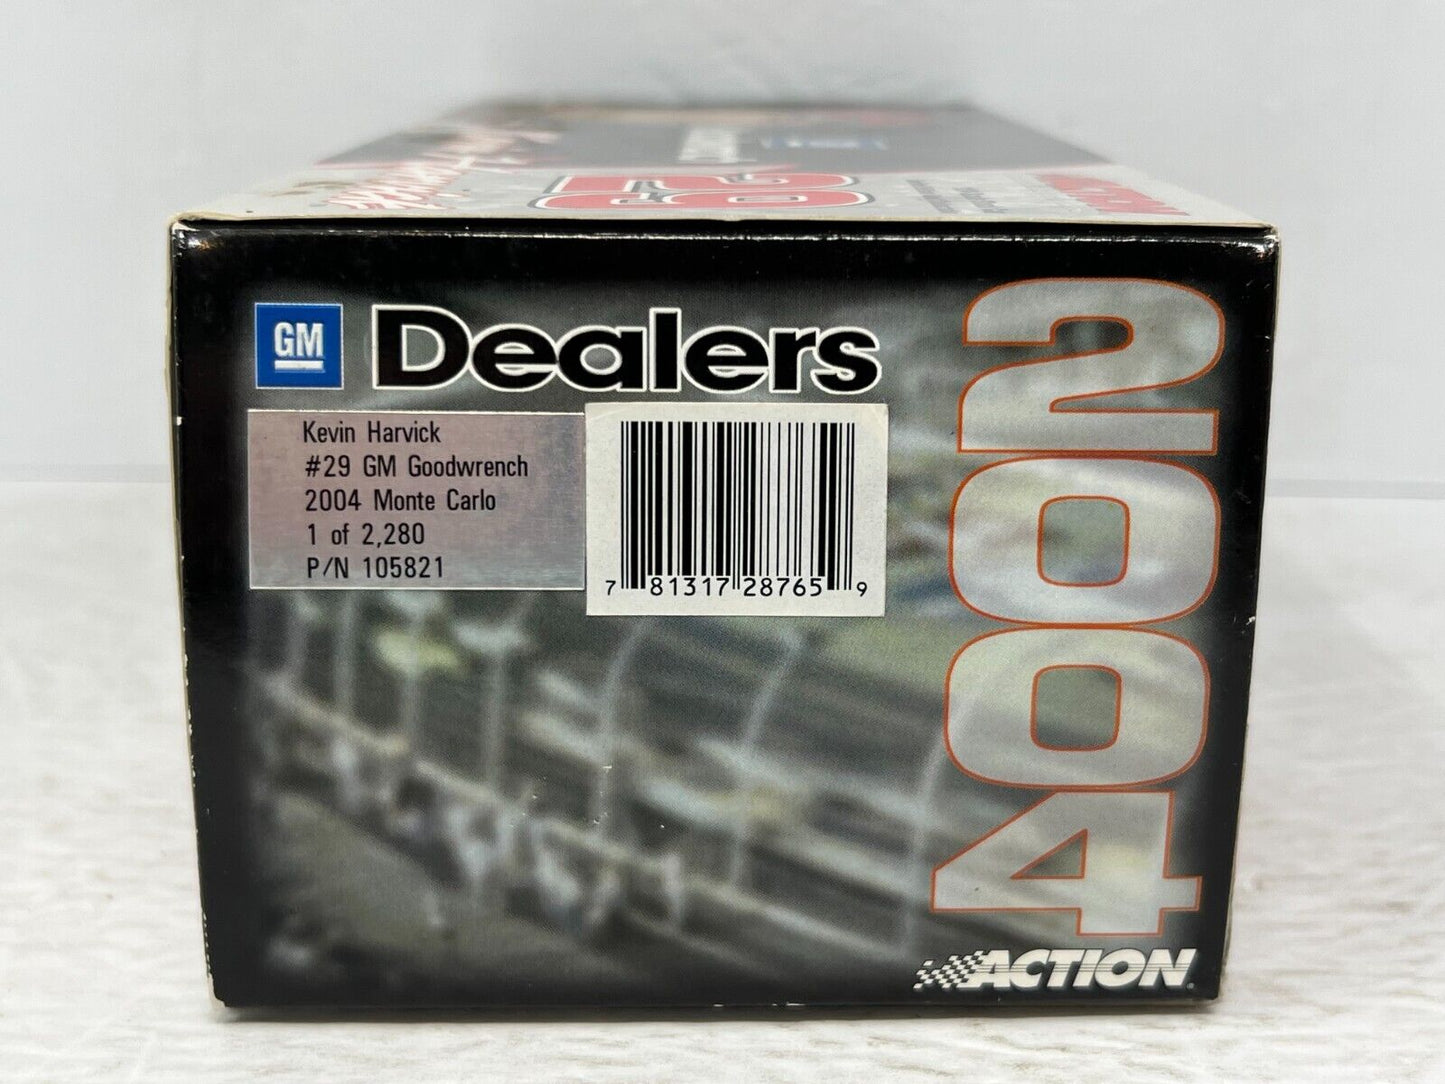 GM Dealers
Kevin Harvick
#29 GM Goodwrench
2004 Monte Carlo
1 of 2,280
P/N 105821
7 81317 28765 9
2004
ACTION